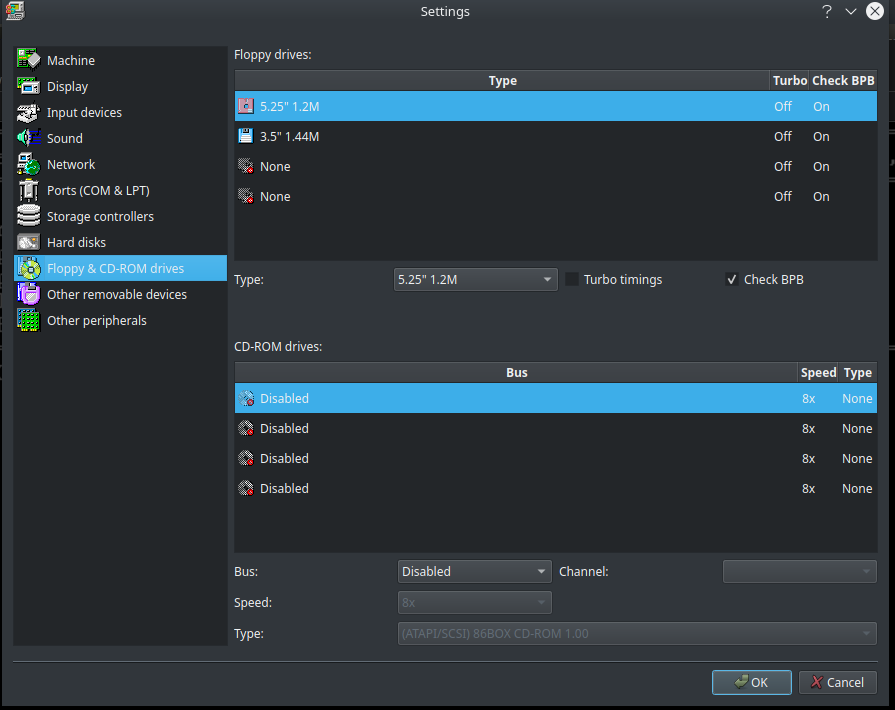 Settings
Machine
Display
Input devices
Sound
Network
Ports (COM & LPT)
Storage controllers
Hard disks
Floppy & CD-ROM drives
Other removable devices
Other peripherals
Floppy drives:
Type Turbo Check BPB
5.25" 1.2M Off On
3.5" 1.44M Off On
None Off On
None Off On
Type: 5.25" 1.2M Turbo timings Check BPB
CD-ROM drives:
Bus Speed Type
Disabled 8x None
Disabled 8x None
Disabled 8x None
Disabled 8x None
Bus: Disabled Channel:
Speed: 8x
Type: (ATAPI/SCSI) 86BOX CD-ROM 1.00
OK Cancel